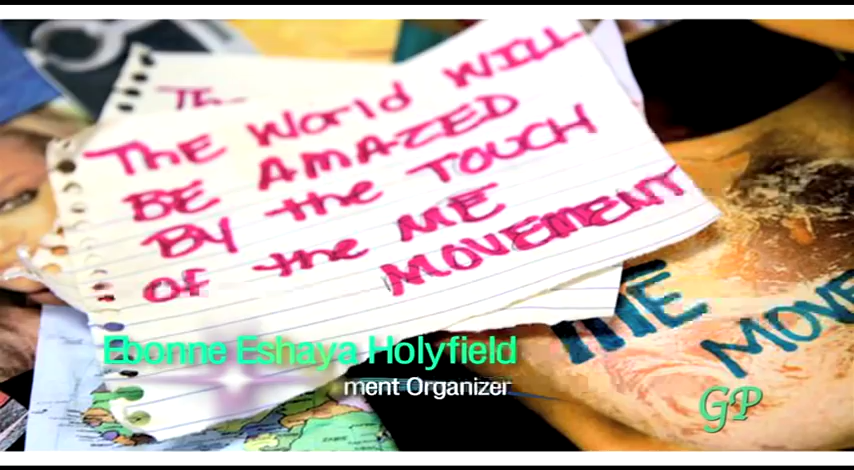 Th
ThE World WILL
BE AMAZED
BY the TOUCH
of the ME
MOVEMENT
ME
MOVE
Ebonne Eshaya Holyfield
ment Organizer
GP